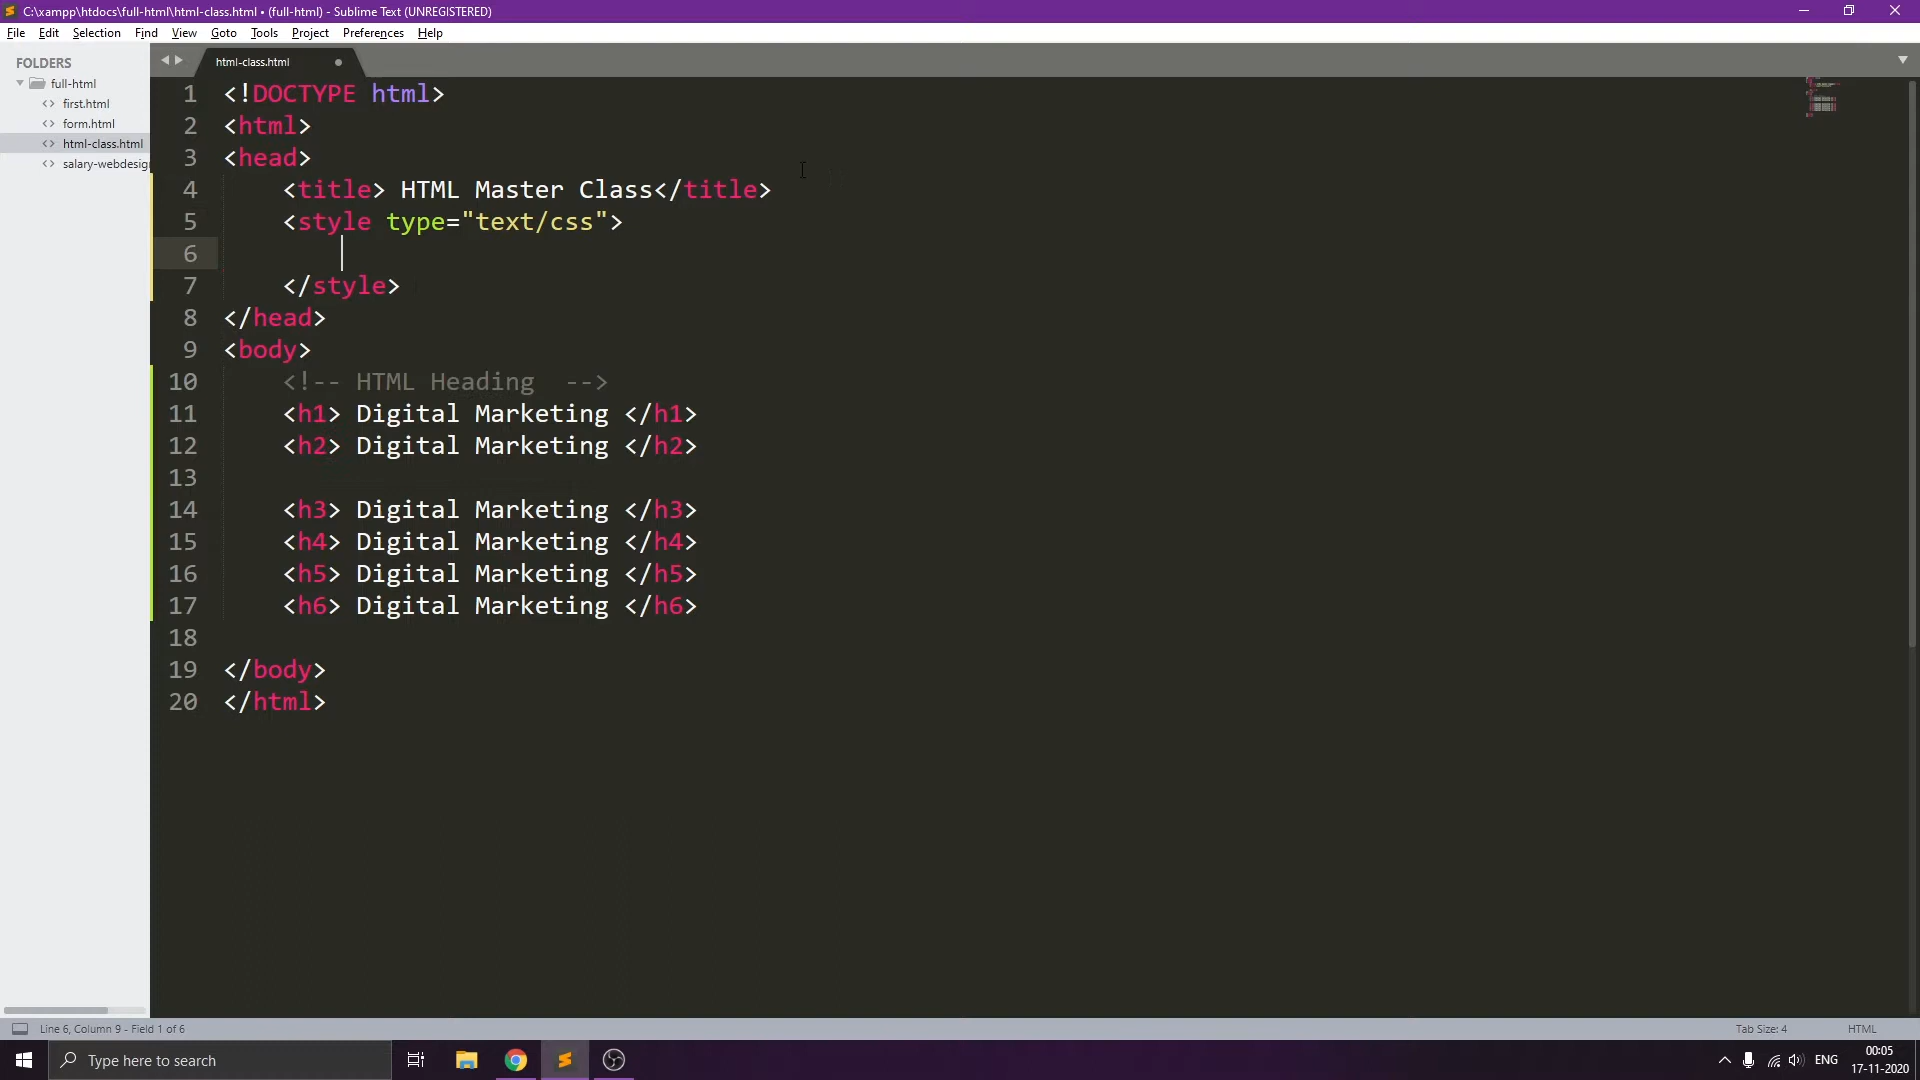 C:\xampp\htdocs\full-html\html-class.html • (full-html) - Sublime Text (UNREGISTERED)
File Edit Selection Find View Goto Tools Project Preferences Help
FOLDERS
full-html
first.html
form.html
html-class.html
salary-webdesig
html-class.html
1 <!DOCTYPE html>
2 <html>
3 <head>
4 <title> HTML Master Class</title>
5 <style type="text/css">
6
7 </style>
8 </head>
9 <body>
10 <!-- HTML Heading  -->
11 <h1> Digital Marketing </h1>
12 <h2> Digital Marketing </h2>
13
14 <h3> Digital Marketing </h3>
15 <h4> Digital Marketing </h4>
16 <h5> Digital Marketing </h5>
17 <h6> Digital Marketing </h6>
18
19 </body>
20 </html>
Line 6, Column 9 - Field 1 of 6
Tab Size: 4
HTML
Type here to search
ENG
00:05
17-11-2020